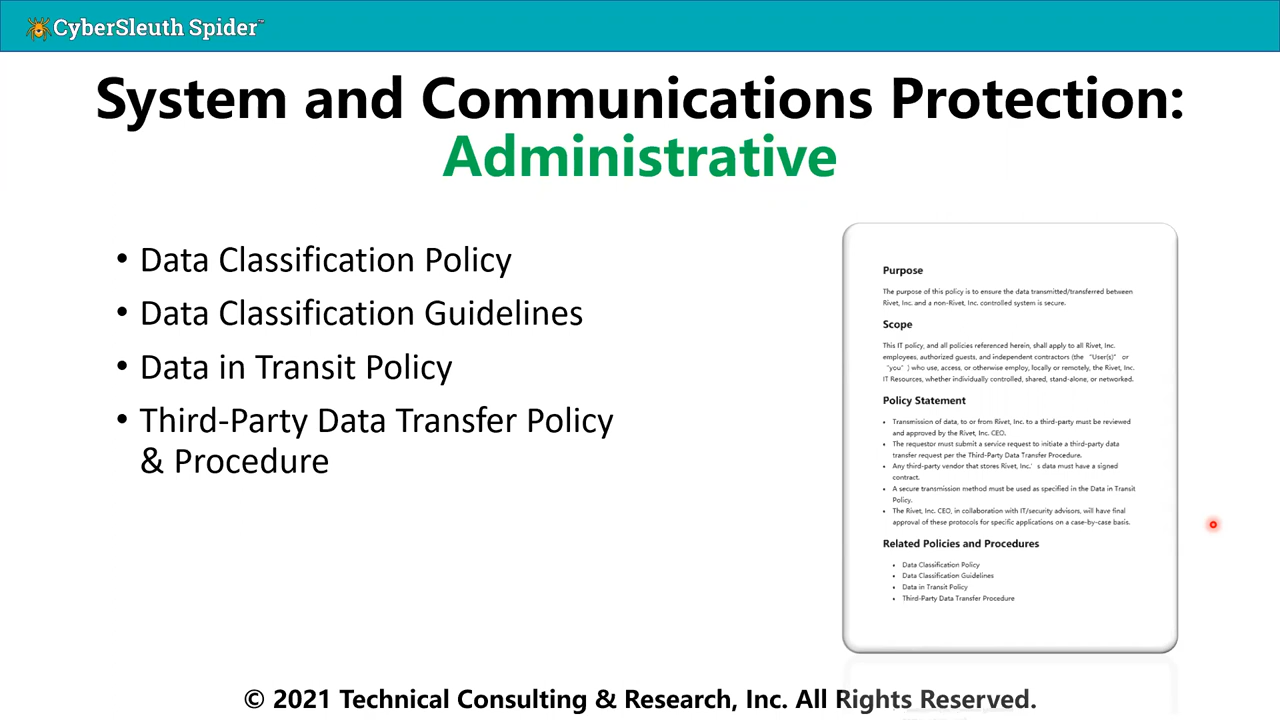 CyberSleuth Spider™
System and Communications Protection:
Administrative
• Data Classification Policy
• Data Classification Guidelines
• Data in Transit Policy
• Third-Party Data Transfer Policy
& Procedure
Purpose
The purpose of this policy is to ensure the data transmitted/transferred between
Rivet, Inc. and a non-Rivet, Inc. controlled system is secure.
Scope
This IT policy, and all policies referenced herein, shall apply to all Rivet, Inc.
employees, authorized guests, and independent contractors (the “User(s)” or
“you” ) who use, access, or otherwise employ, locally or remotely, the Rivet, Inc.
IT Resources, whether individually controlled, shared, stand-alone, or networked.
Policy Statement
• Transmission of data, to or from Rivet, Inc. to a third-party must be reviewed
and approved by the Rivet, Inc. CEO.
• The requestor must submit a service request to initiate a third-party data
transfer request per the Third-Party Data Transfer Procedure.
• Any third-party vendor that stores Rivet, Inc.’ s data must have a signed
contract.
• A secure transmission method must be used as specified in the Data in Transit
Policy.
• The Rivet, Inc. CEO, in collaboration with IT/security advisors, will have final
approval of these protocols for specific applications on a case-by-case basis.
Related Policies and Procedures
• Data Classification Policy
• Data Classification Guidelines
• Data in Transit Policy
• Third-Party Data Transfer Procedure
© 2021 Technical Consulting & Research, Inc. All Rights Reserved.